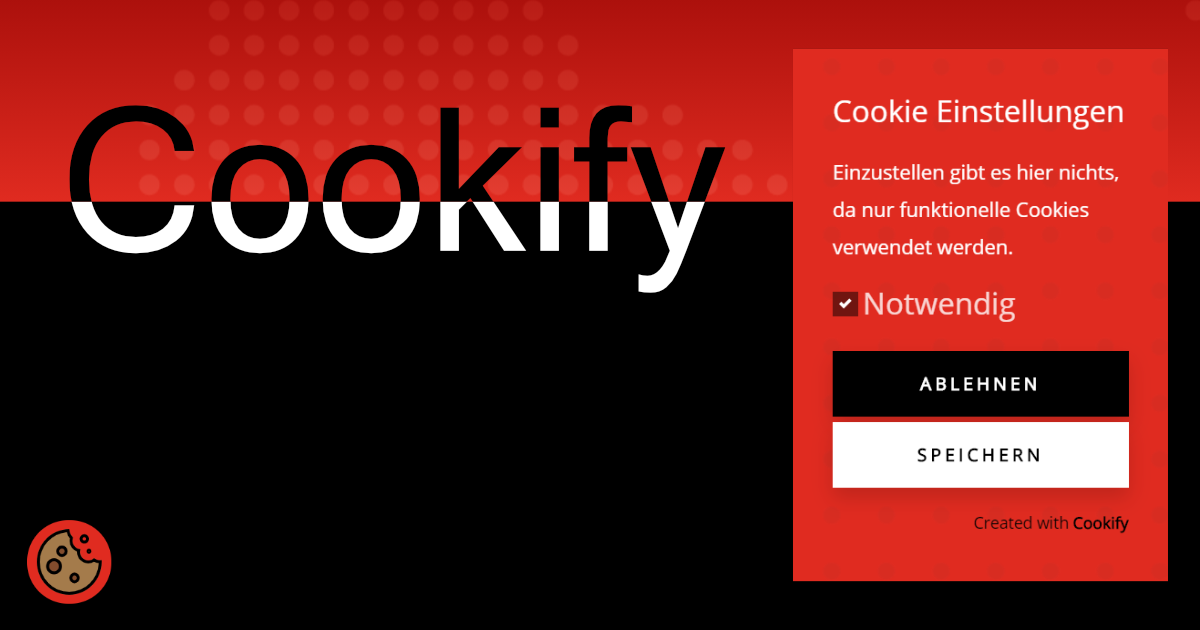 Cookify
Cookie Einstellungen
Einzustellen gibt es hier nichts,
da nur funktionelle Cookies
verwendet werden.
Notwendig
ABLEHNEN
SPEICHERN
Created with Cookify